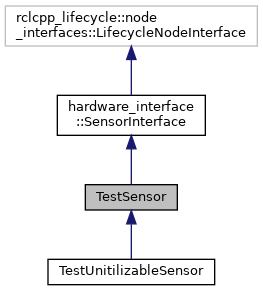 rclcpp_lifecycle::node
_interfaces::LifecycleNodeInterface
hardware_interface
::SensorInterface
TestSensor
TestUnitilizableSensor